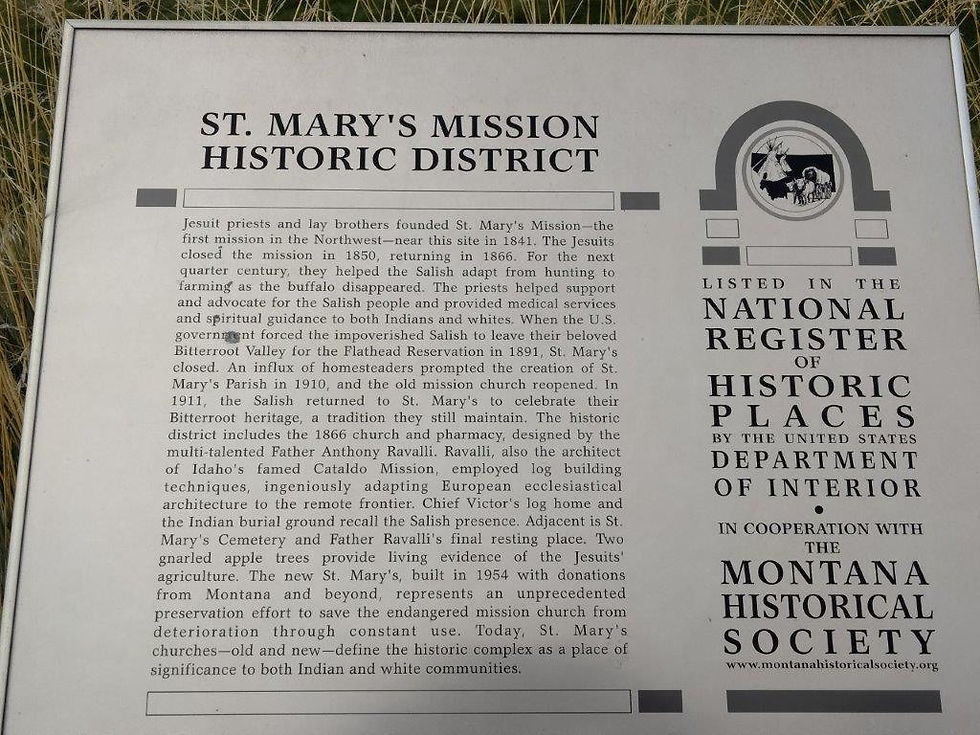 ST. MARY'S MISSION
HISTORIC DISTRICT
Jesuit priests and lay brothers founded St. Mary's Mission—the
first mission in the Northwest—near this site in 1841. The Jesuits
closed the mission in 1850, returning in 1866. For the next
quarter century, they helped the Salish adapt from hunting to
farming as the buffalo disappeared. The priests helped support
and advocate for the Salish people and provided medical services
and spiritual guidance to both Indians and whites. When the U.S.
government forced the impoverished Salish to leave their beloved
Bitterroot Valley for the Flathead Reservation in 1891, St. Mary's
closed. An influx of homesteaders prompted the creation of St.
Mary's Parish in 1910, and the old mission church reopened. In
1911, the Salish returned to St. Mary's to celebrate their
Bitterroot heritage, a tradition they still maintain. The historic
district includes the 1866 church and pharmacy, designed by the
multi-talented Father Anthony Ravalli. Ravalli, also the architect
of Idaho's famed Cataldo Mission, employed log building
techniques, ingeniously adapting European ecclesiastical
architecture to the remote frontier. Chief Victor's log home and
the Indian burial ground recall the Salish presence. Adjacent is St.
Mary's Cemetery and Father Ravalli's final resting place. Two
gnarled apple trees provide living evidence of the Jesuits'
agriculture. The new St. Mary's, built in 1954 with donations
from Montana and beyond, represents an unprecedented
preservation effort to save the endangered mission church from
deterioration through constant use. Today, St. Mary's
churches—old and new—define the historic complex as a place of
significance to both Indian and white communities.
LISTED IN THE
NATIONAL
REGISTER
OF
HISTORIC
PLACES
BY THE UNITED STATES
DEPARTMENT
OF INTERIOR
•
IN COOPERATION WITH
THE
MONTANA
HISTORICAL
SOCIETY
www.montanahistoricalsociety.org